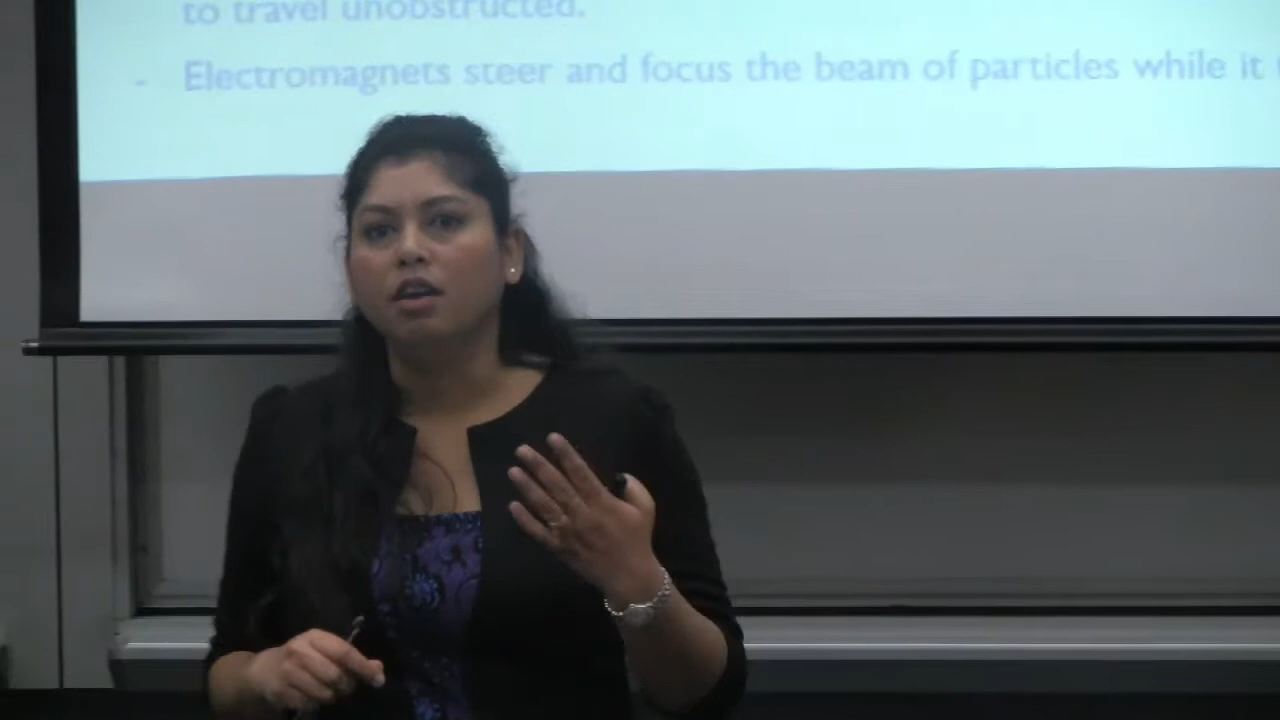 to travel unobstructed.
- Electromagnets steer and focus the beam of particles while it